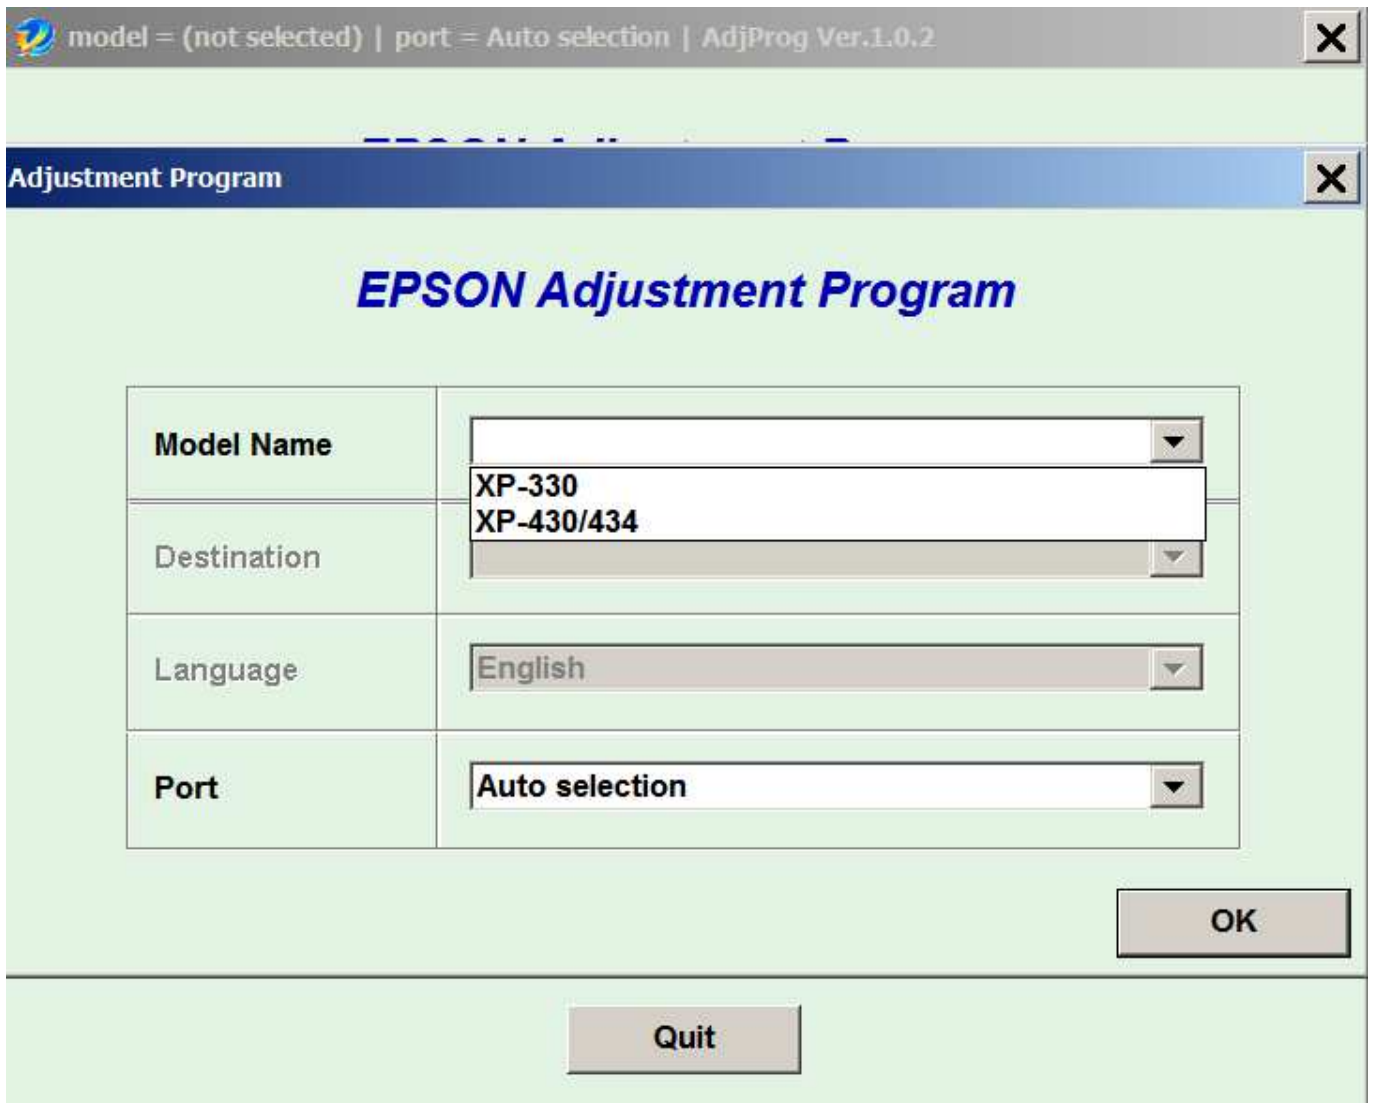 model = (not selected) | port = Auto selection | AdjProg Ver.1.0.2
Adjustment Program
EPSON Adjustment Program
Model Name
XP-330
XP-430/434
Destination
Language
English
Port
Auto selection
OK
Quit